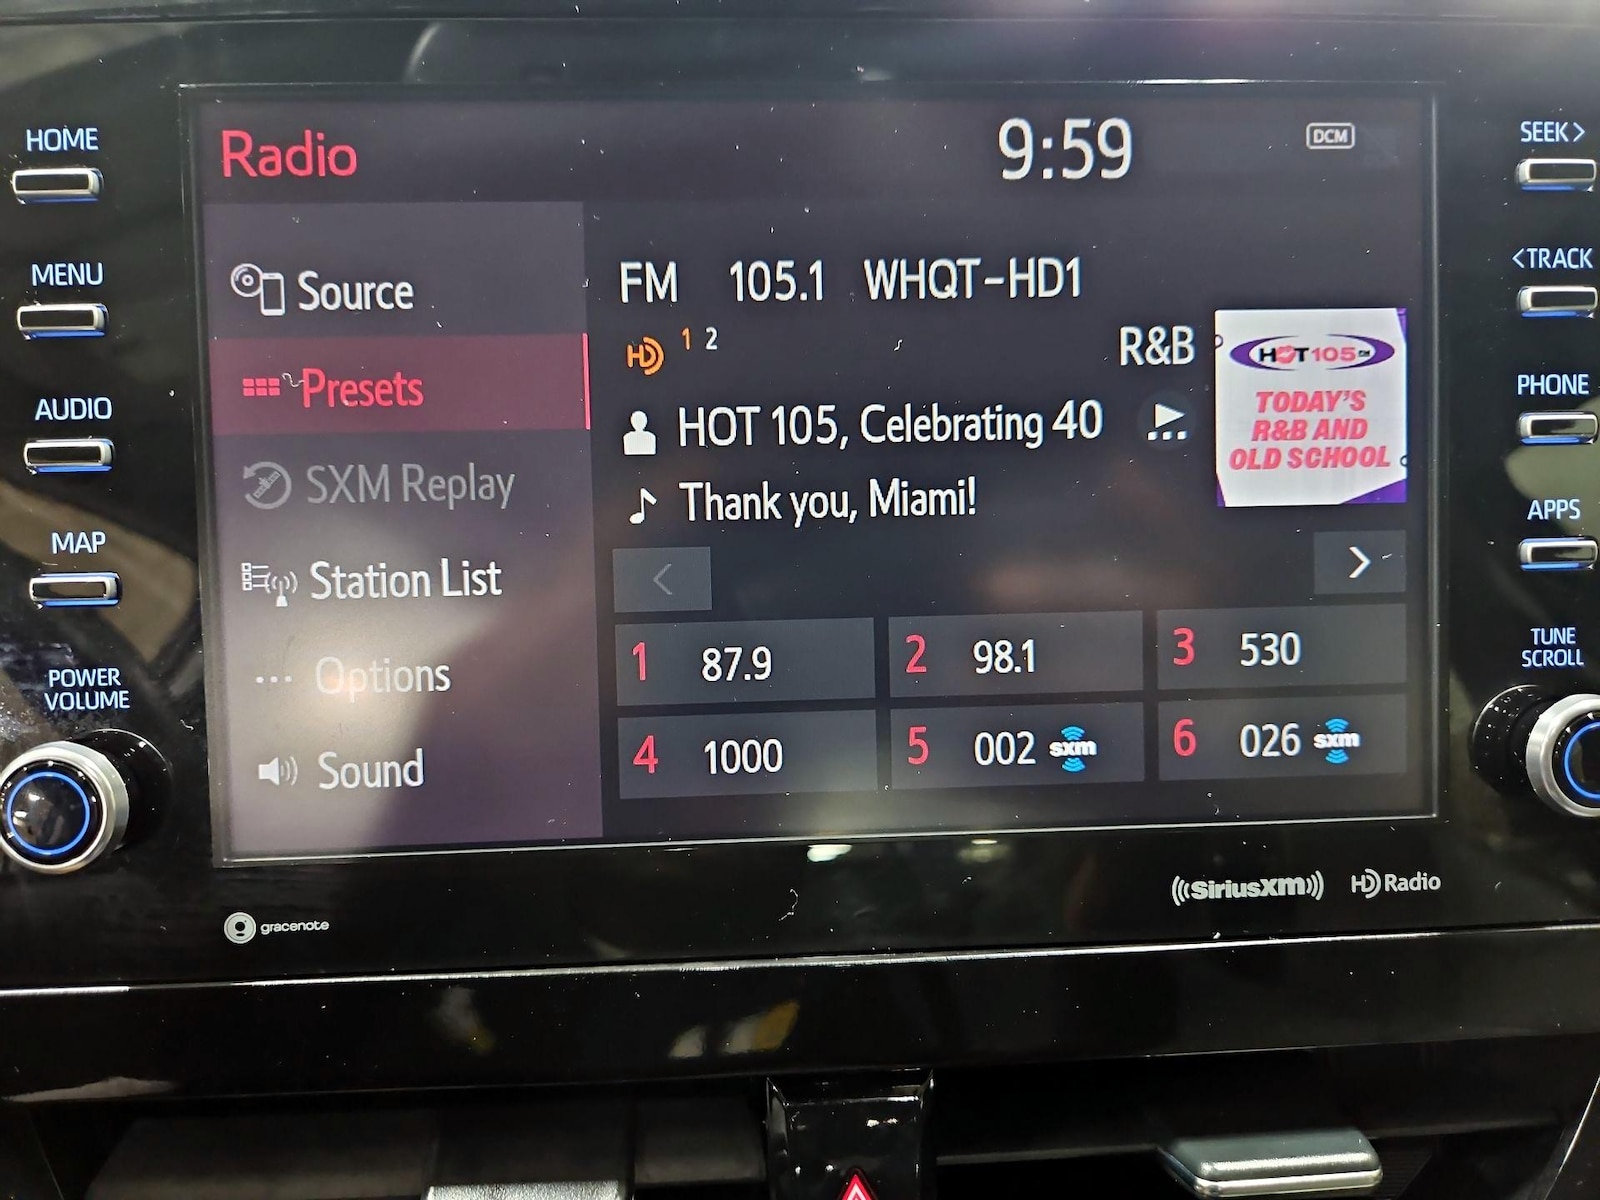 HOME
MENU
AUDIO
MAP
POWER
VOLUME
Radio
9:59
DCM
Source
Presets
SXM Replay
Station List
Options
Sound
FM 105.1 WHQT-HD1
HD 1 2
R&B
HOT 105, Celebrating 40
Thank you, Miami!
HOT105 FM
TODAY'S
R&B AND
OLD SCHOOL
<
>
1 87.9
2 98.1
3 530
4 1000
5 002 sxm
6 026 sxm
SEEK>
<TRACK
PHONE
APPS
TUNE
SCROLL
gracenote
((SiriusXM))
HD Radio